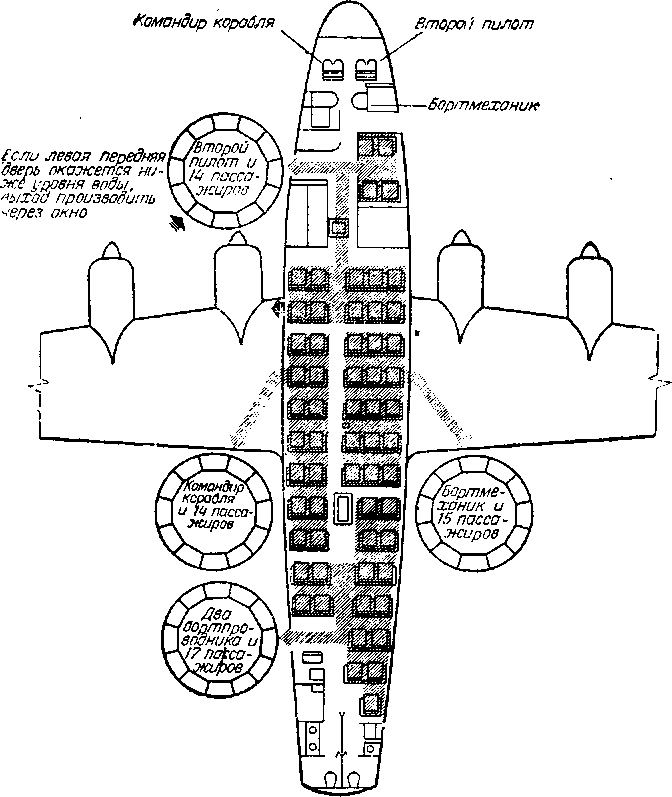 Командир корабля
Второй пилот
Бортмеханик
Если левая передняя
дверь окажется ни-
же уровня воды,
выход производить
через окно
Второй
пилот и
14 пасса-
жиров
Командир
корабля
и 14 пасса-
жиров
Бортме-
ханик и
15 пасса-
жиров
Два
бортпро-
водника и
17 пасса-
жиров